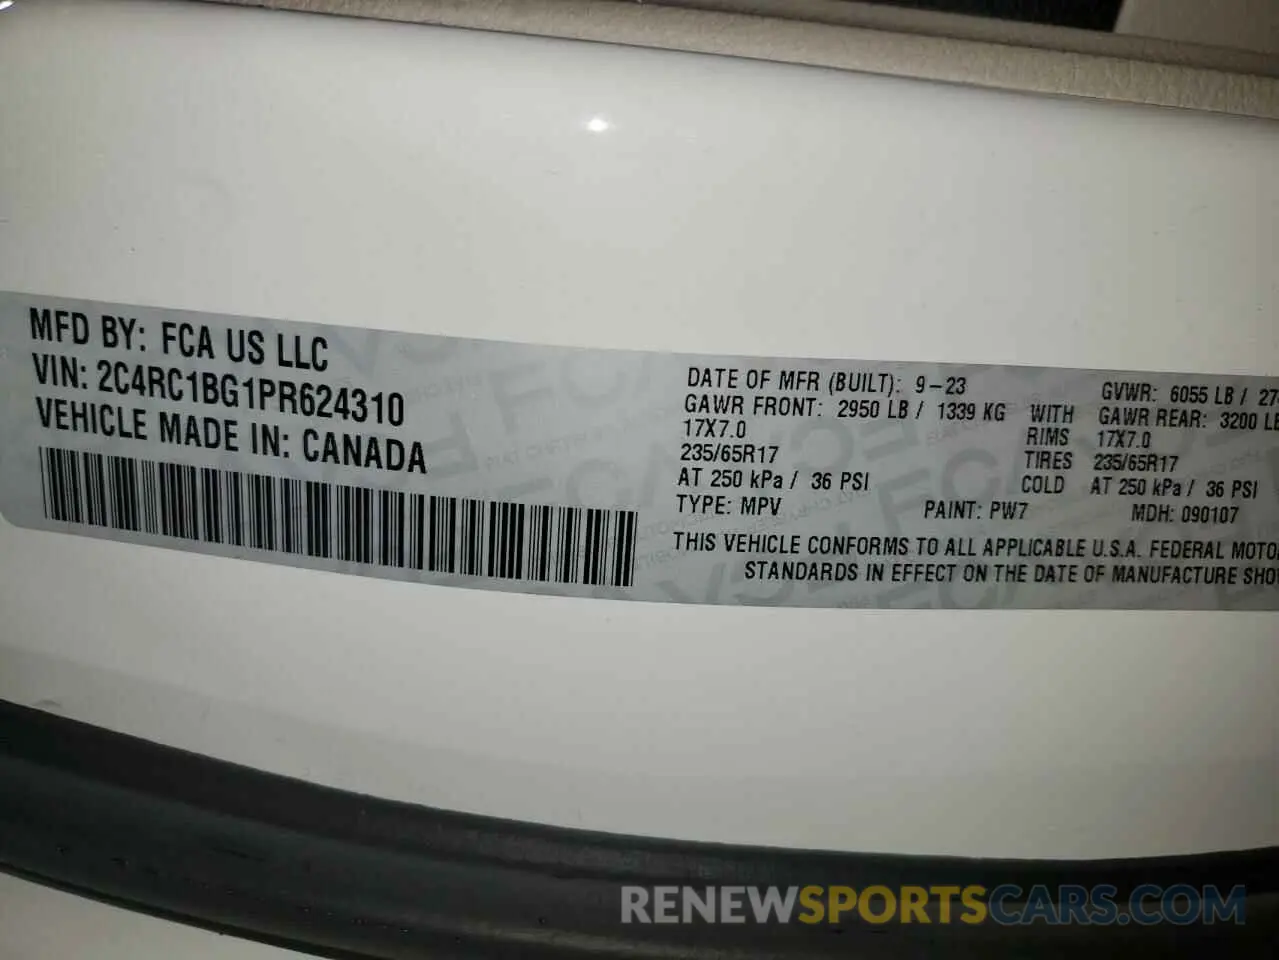 MFD BY: FCA US LLC
VIN: 2C4RC1BG1PR624310
VEHICLE MADE IN: CANADA
DATE OF MFR (BUILT): 9-23 GVWR: 6055 LB /
GAWR FRONT: 2950 LB / 1339 KG WITH GAWR REAR: 3200 LB
17X7.0 RIMS 17X7.0
235/65R17 TIRES 235/65R17
AT 250 kPa / 36 PSI COLD AT 250 kPa / 36 PSI
TYPE: MPV PAINT: PW7 MDH: 090107
THIS VEHICLE CONFORMS TO ALL APPLICABLE U.S.A. FEDERAL MOTO
STANDARDS IN EFFECT ON THE DATE OF MANUFACTURE SHO
RENEWSPORTSCARS.COM